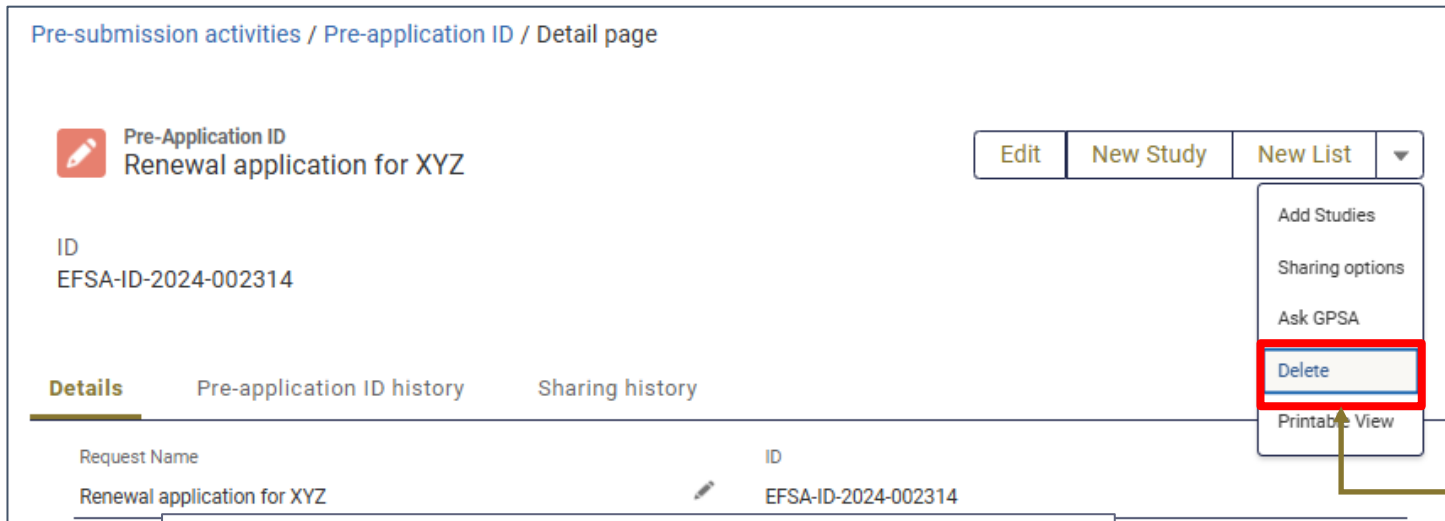 Pre-submission activities / Pre-application ID / Detail page
Pre-Application ID
Renewal application for XYZ
Edit
New Study
New List
Add Studies
Sharing options
Ask GPSA
Delete
Printable View
ID
EFSA-ID-2024-002314
Details
Pre-application ID history
Sharing history
Request Name
ID
Renewal application for XYZ
EFSA-ID-2024-002314